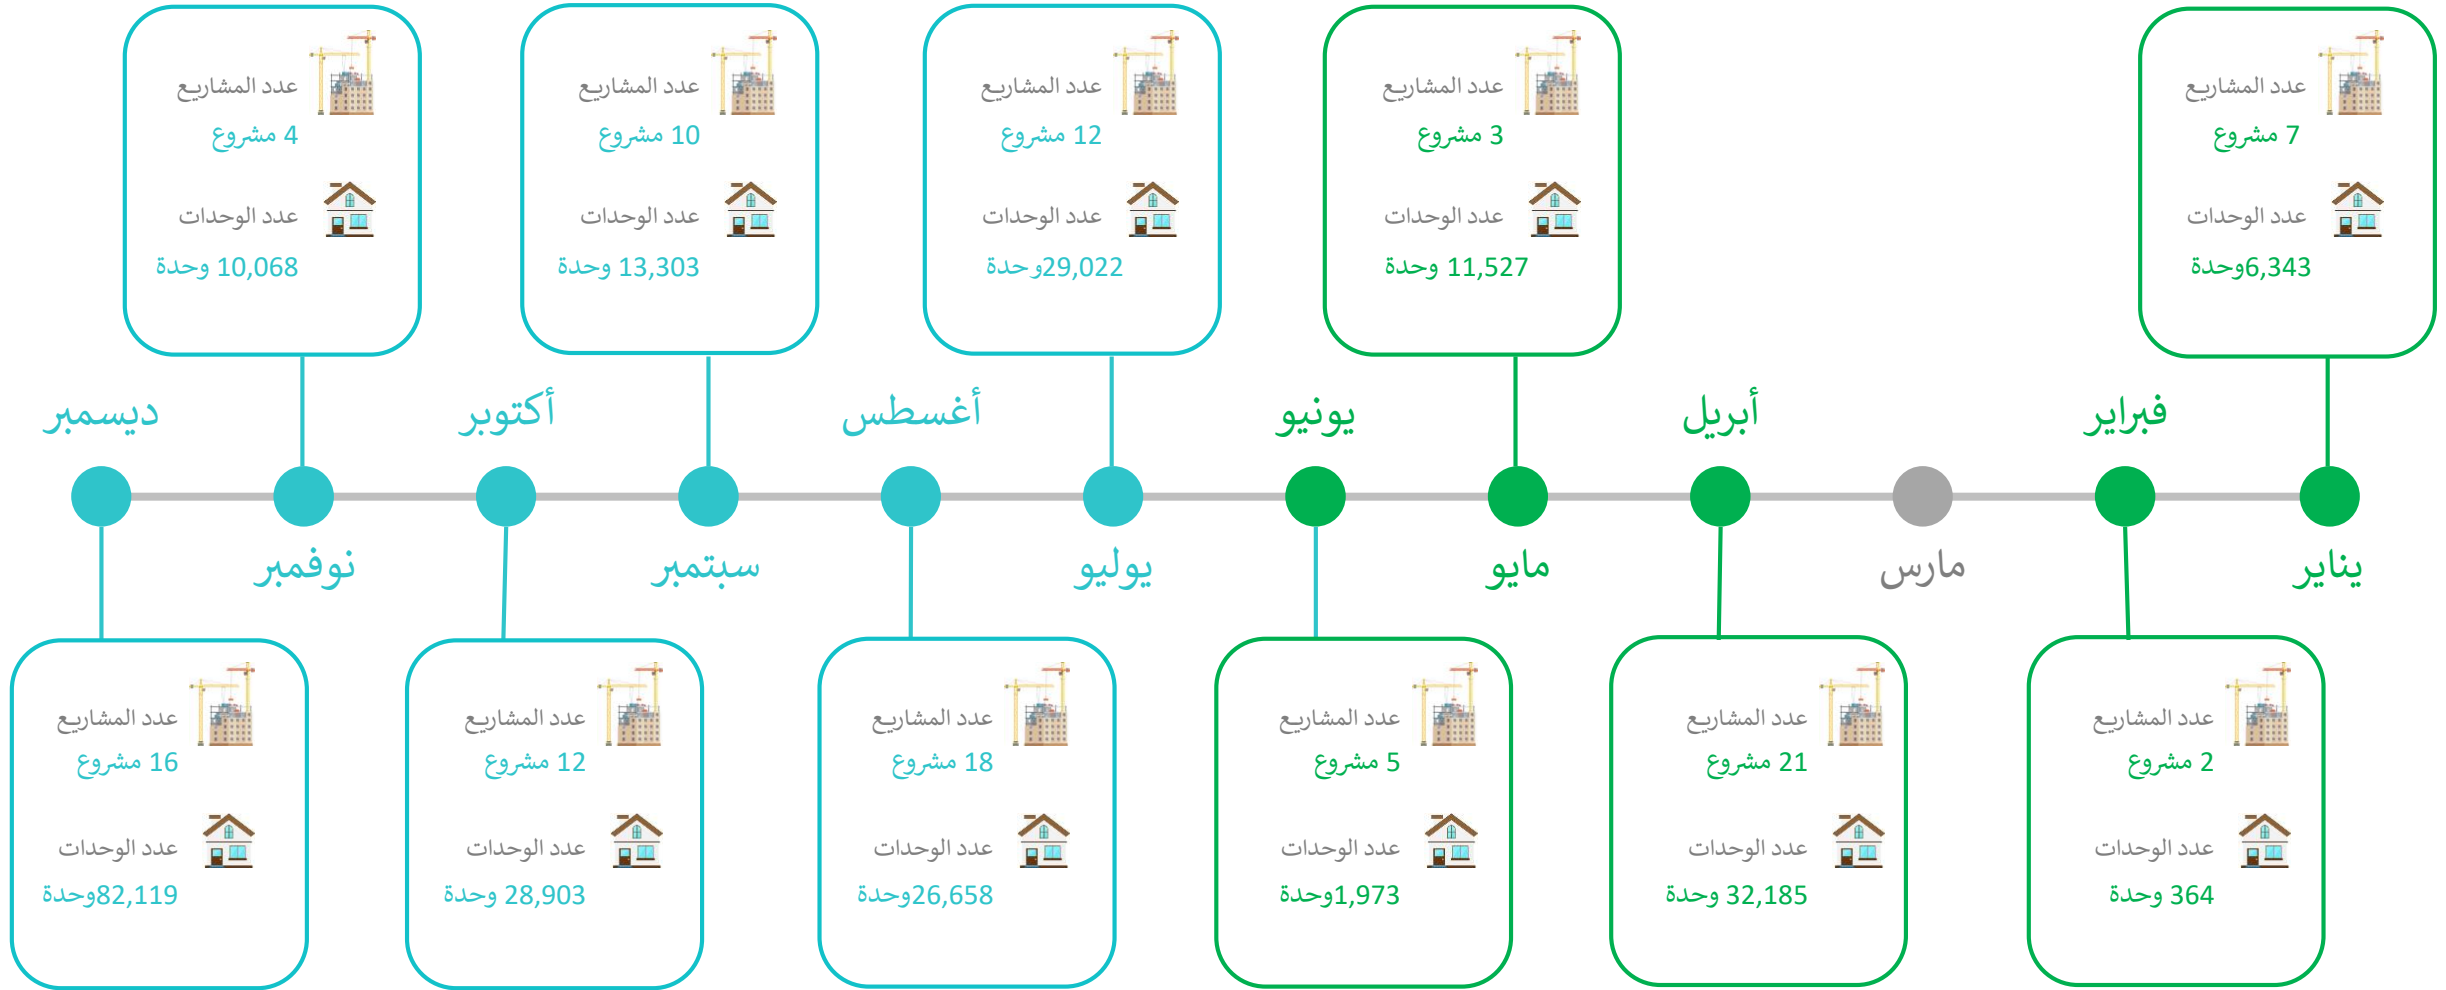 عدد المشاريع
7 مشروع
عدد الوحدات
6,343وحدة
عدد المشاريع
3 مشروع
عدد الوحدات
11,527 وحدة
عدد المشاريع
12 مشروع
عدد الوحدات
29,022وحدة
عدد المشاريع
10 مشروع
عدد الوحدات
13,303 وحدة
عدد المشاريع
4 مشروع
عدد الوحدات
10,068 وحدة
فبراير
أبريل
يونيو
أغسطس
أكتوبر
ديسمبر
يناير
مارس
مايو
يوليو
سبتمبر
نوفمبر
عدد المشاريع
2 مشروع
عدد الوحدات
364 وحدة
عدد المشاريع
21 مشروع
عدد الوحدات
32,185 وحدة
عدد المشاريع
5 مشروع
عدد الوحدات
1,973وحدة
عدد المشاريع
18 مشروع
عدد الوحدات
26,658وحدة
عدد المشاريع
12 مشروع
عدد الوحدات
28,903 وحدة
عدد المشاريع
16 مشروع
عدد الوحدات
82,119وحدة